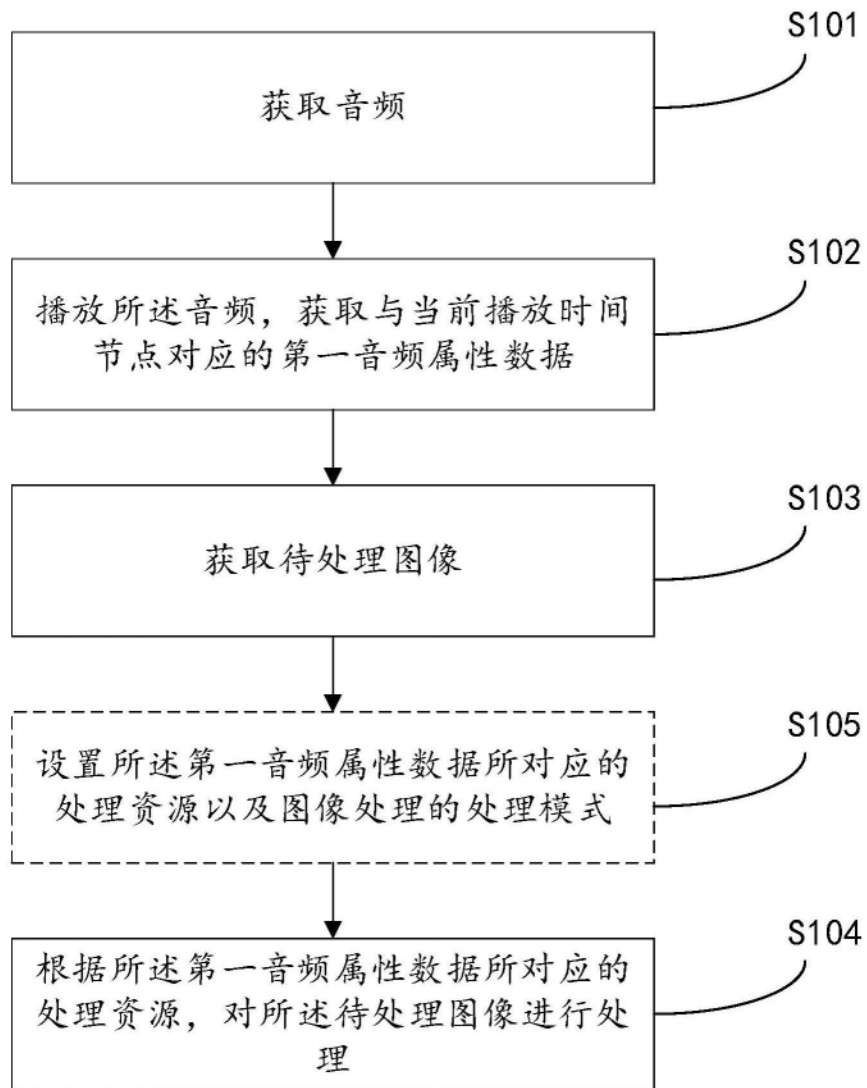 S101
获取音频
S102
播放所述音频，获取与当前播放时间
节点对应的第一音频属性数据
S103
获取待处理图像
S105
设置所述第一音频属性数据所对应的
处理资源以及图像处理的处理模式
S104
根据所述第一音频属性数据所对应的
处理资源，对所述待处理图像进行处
理